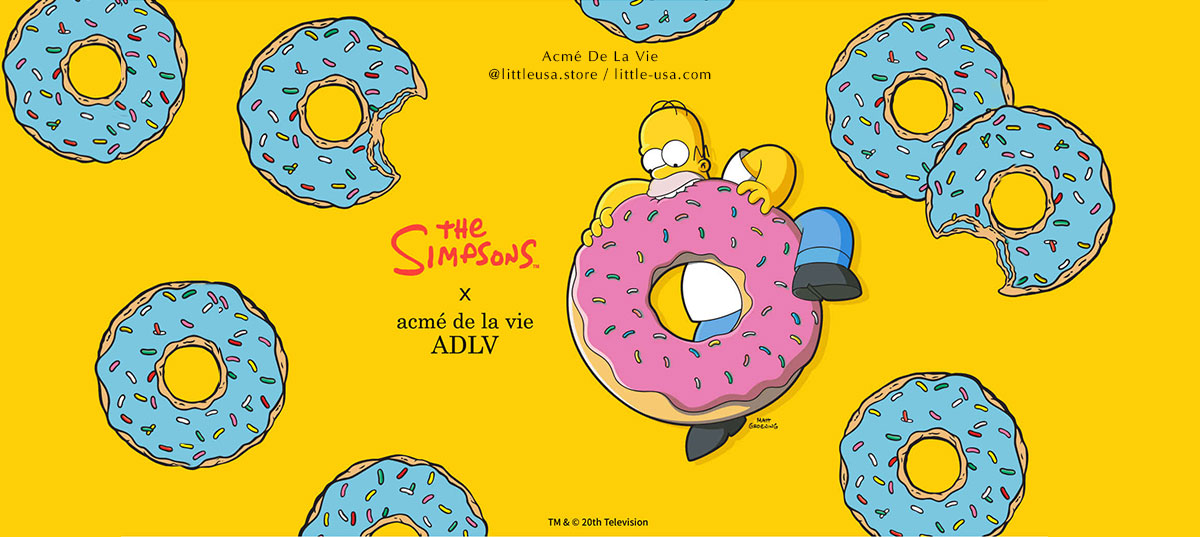 Acmé De La Vie
@littleusa.store / little-usa.com
THE
SIMPSONS™
x
acmé de la vie
ADLV
MATT
GROENING
TM & © 20th Television